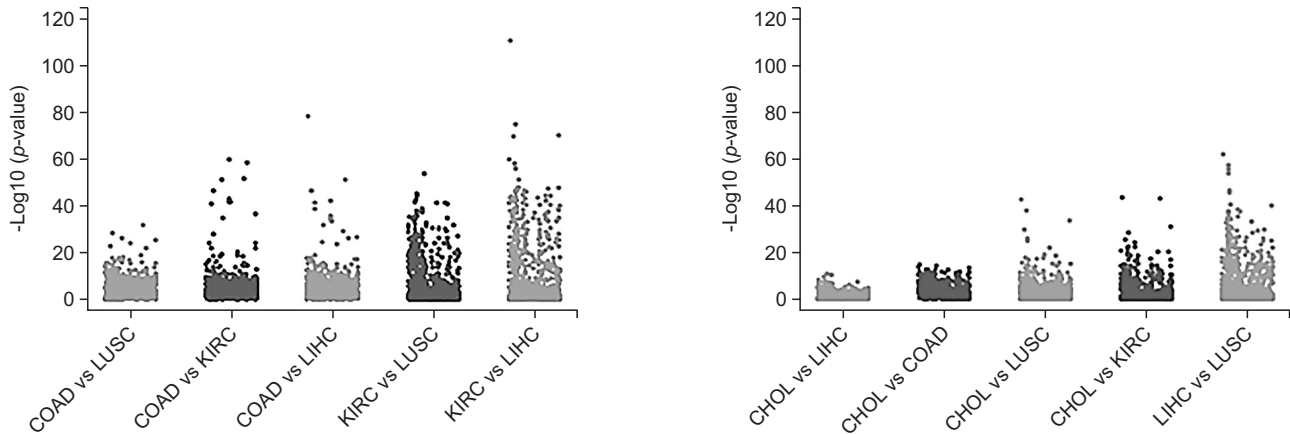 -Log10 (p-value)
120
100
80
60
40
20
0
COAD vs LUSC
COAD vs KIRC
COAD vs LIHC
KIRC vs LUSC
KIRC vs LIHC
-Log10 (p-value)
120
100
80
60
40
20
0
CHOL vs LIHC
CHOL vs COAD
CHOL vs LUSC
CHOL vs KIRC
LIHC vs LUSC